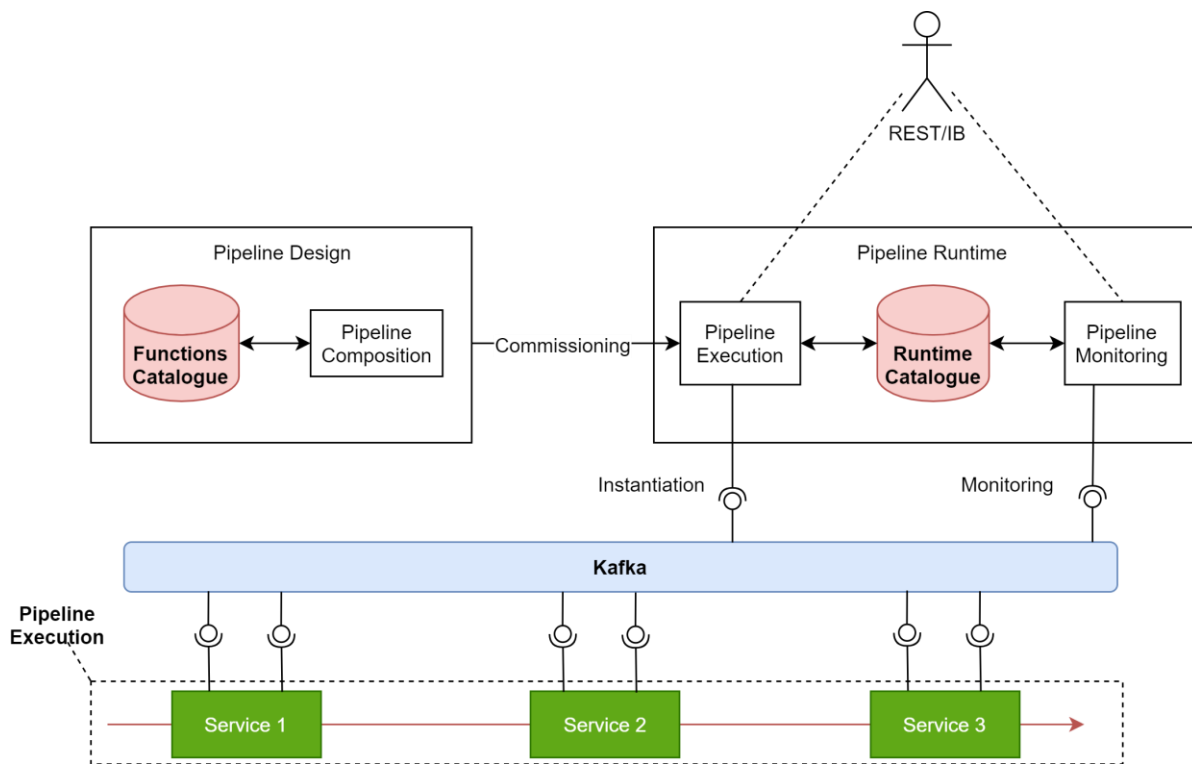 REST/IB
Pipeline Design
Pipeline Runtime
Functions
Catalogue
Pipeline
Composition
Commissioning
Pipeline
Execution
Runtime
Catalogue
Pipeline
Monitoring
Instantiation
Monitoring
Kafka
Pipeline
Execution
Service 1
Service 2
Service 3